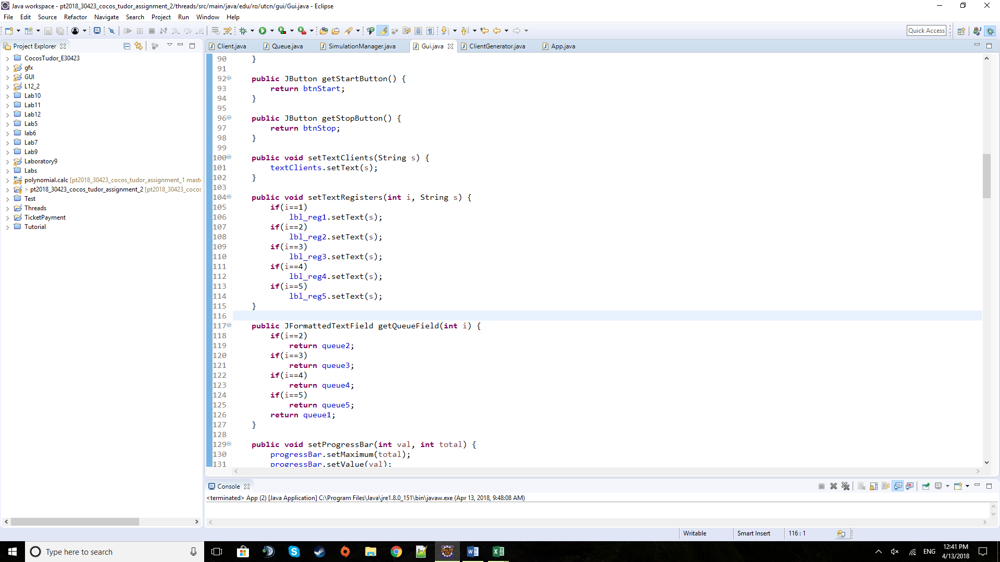 Java workspace - pt2018_30423_cocos_tudor_assignment_2/threads/src/main/java/edu/ro/utcn/gui/Gui.java - Eclipse
File Edit Source Refactor Navigate Search Project Run Window Help
Quick Access
Project Explorer
Client.java Queue.java SimulationManager.java Gui.java ClientGenerator.java App.java
CocosTudor_E30423
gfx
GUI
L12_2
Lab10
Lab11
Lab12
Lab5
lab6
Lab7
Lab9
Laboratory9
Labs
polynomial.calc [pt2018_30423_cocos_tudor_assignment_1 maste
> pt2018_30423_cocos_tudor_assignment_2 [pt2018_30423_cocos
Test
Threads
TicketPayment
Tutorial
90 }
91
92 public JButton getStartButton() {
93 return btnStart;
94 }
95
96 public JButton getStopButton() {
97 return btnStop;
98 }
99
100 public void setTextClients(String s) {
101 textClients.setText(s);
102 }
103
104 public void setTextRegisters(int i, String s) {
105 if(i==1)
106 lbl_reg1.setText(s);
107 if(i==2)
108 lbl_reg2.setText(s);
109 if(i==3)
110 lbl_reg3.setText(s);
111 if(i==4)
112 lbl_reg4.setText(s);
113 if(i==5)
114 lbl_reg5.setText(s);
115 }
116
117 public JFormattedTextField getQueueField(int i) {
118 if(i==2)
119 return queue2;
120 if(i==3)
121 return queue3;
122 if(i==4)
123 return queue4;
124 if(i==5)
125 return queue5;
126 return queue1;
127 }
128
129 public void setProgressBar(int val, int total) {
130 progressBar.setMaximum(total);
131 progressBar.setValue(val);
Console
<terminated> App (2) [Java Application] C:\Program Files\Java\jre1.8.0_151\bin\javaw.exe (Apr 13, 2018, 9:48:08 AM)
Writable Smart Insert 116 : 1
Type here to search
ENG
12:41 PM
4/13/2018